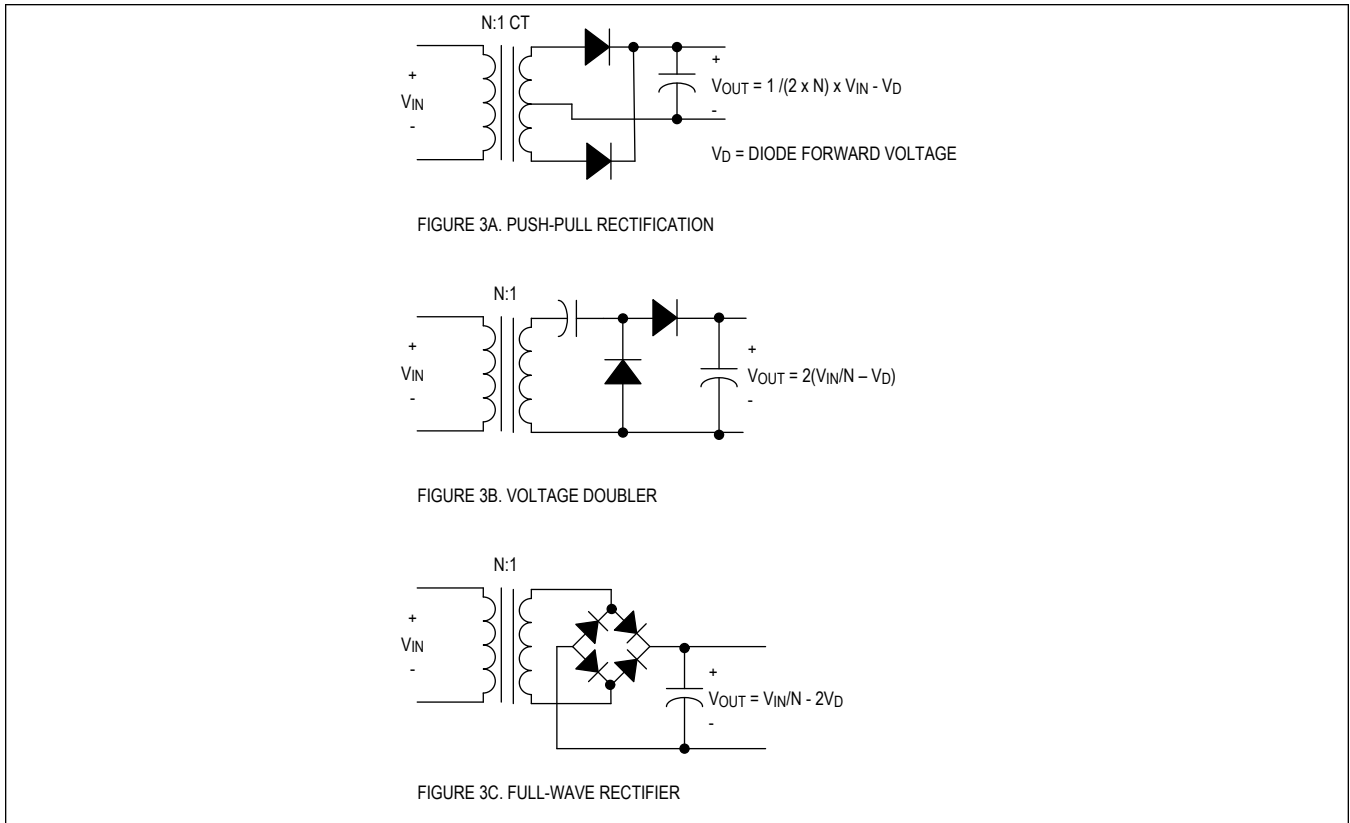 N:1 CT
+
VIN
-
+
VOUT = 1 /(2 x N) x VIN - VD
-
VD = DIODE FORWARD VOLTAGE
FIGURE 3A. PUSH-PULL RECTIFICATION
N:1
+
VIN
-
+
VOUT = 2(VIN/N – VD)
-
FIGURE 3B. VOLTAGE DOUBLER
N:1
+
VIN
-
+
VOUT = VIN/N - 2VD
-
FIGURE 3C. FULL-WAVE RECTIFIER